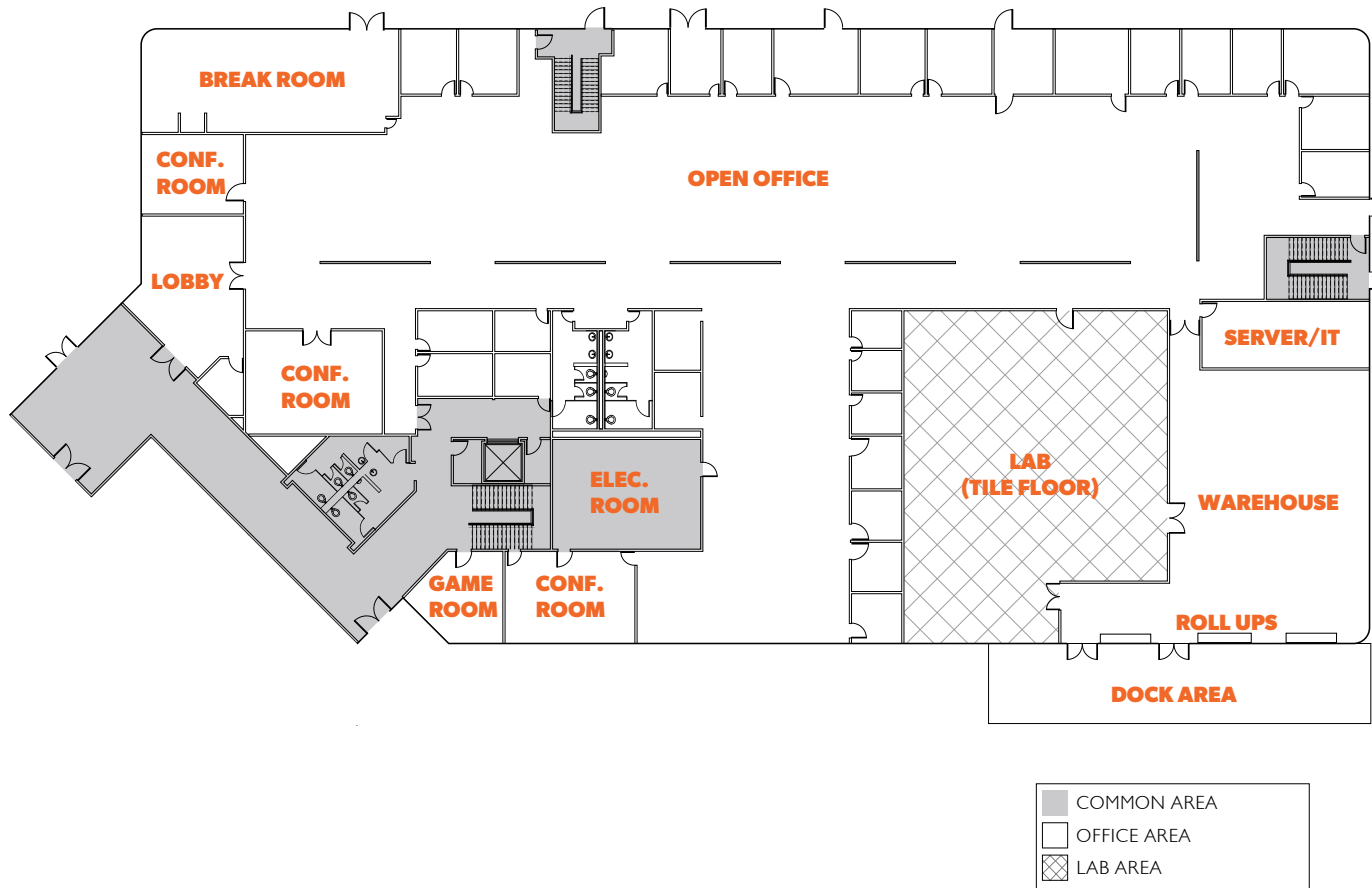 BREAK ROOM
CONF.
ROOM
OPEN OFFICE
LOBBY
SERVER/IT
CONF.
ROOM
LAB
(TILE FLOOR)
ELEC.
ROOM
WAREHOUSE
GAME
ROOM
CONF.
ROOM
ROLL UPS
DOCK AREA
COMMON AREA
OFFICE AREA
LAB AREA